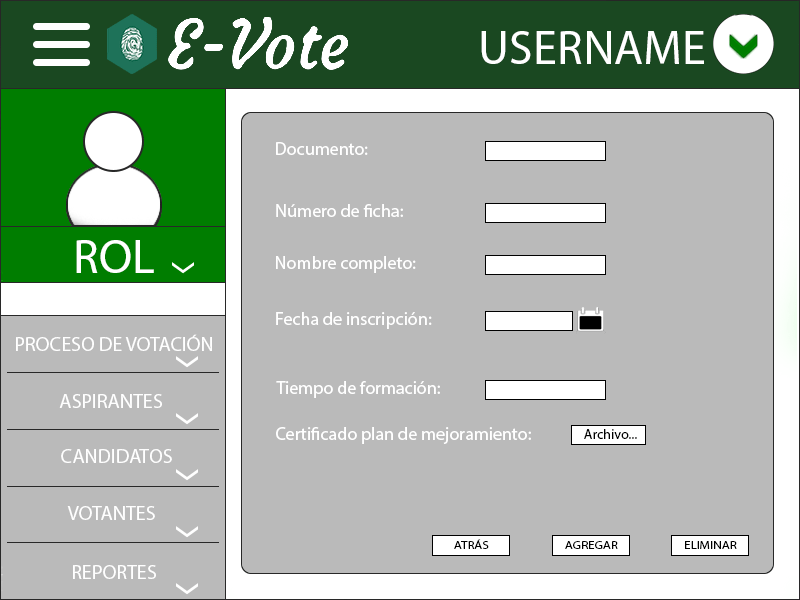 E-Vote
USERNAME
ROL
PROCESO DE VOTACIÓN
ASPIRANTES
CANDIDATOS
VOTANTES
REPORTES
Documento:
Número de ficha:
Nombre completo:
Fecha de inscripción:
Tiempo de formación:
Certificado plan de mejoramiento:
Archivo...
ATRÁS
AGREGAR
ELIMINAR